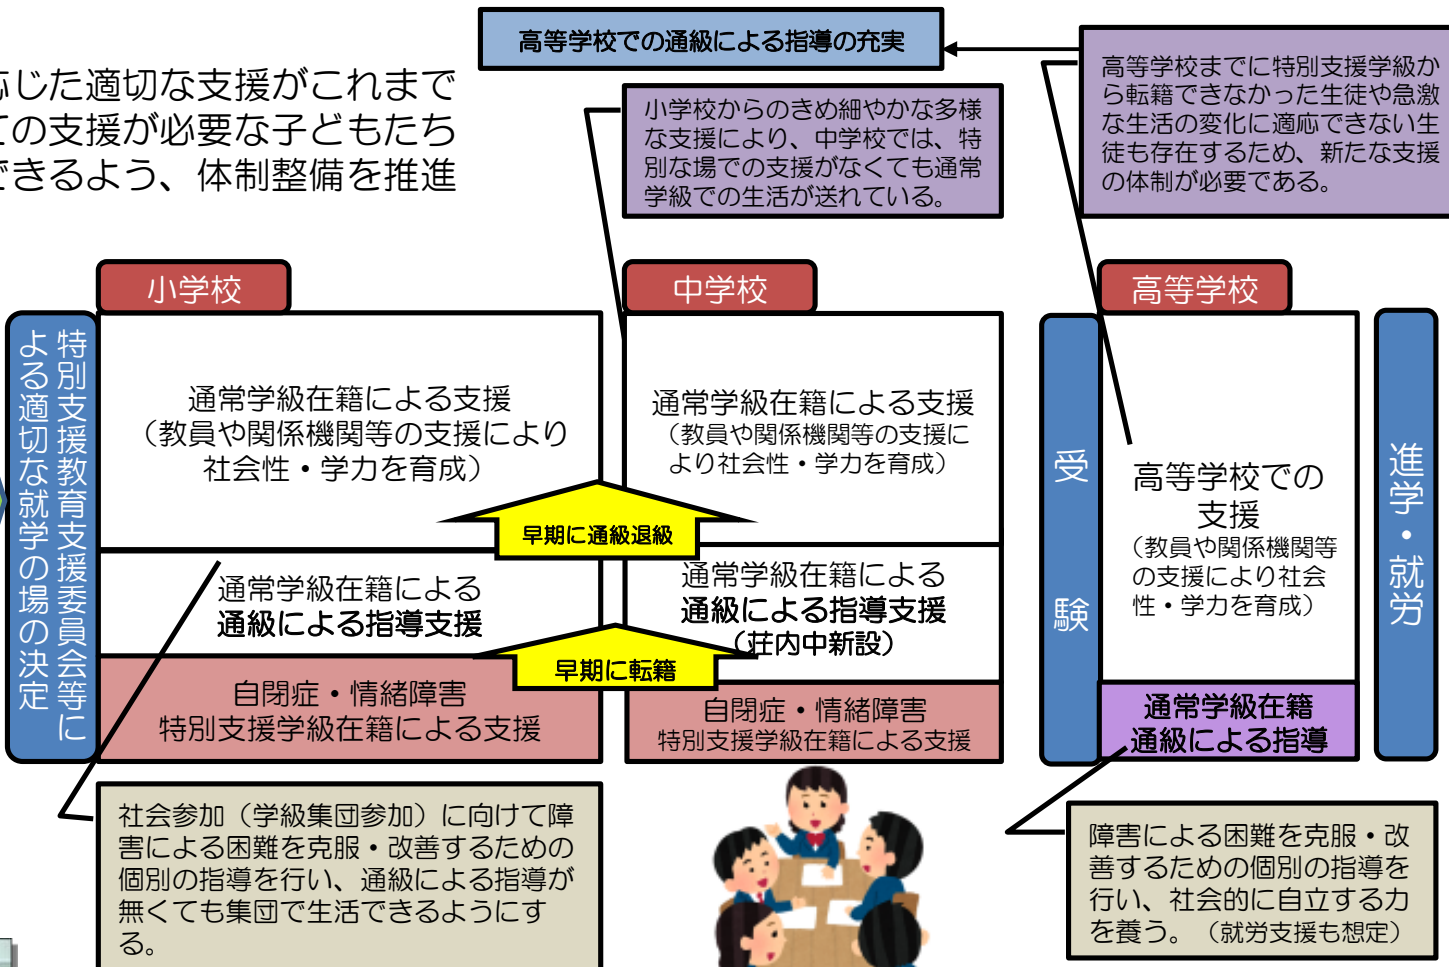 高等学校での通級による指導の充実
応じた適切な支援がこれまで
ての支援が必要な子どもたち
できるよう、体制整備を推進
小学校からのきめ細やかな多様
な支援により、中学校では、特
別な場での支援がなくても通常
学級での生活が送れている。
高等学校までに特別支援学級か
ら転籍できなかった生徒や急激
な生活の変化に適応できない生
徒も存在するため、新たな支援
の体制が必要である。
小学校
中学校
高等学校
特別支援教育支援委員会等に
よる適切な就学の場の決定
通常学級在籍による支援
（教員や関係機関等の支援により
社会性・学力を育成）
通常学級在籍による支援
（教員や関係機関等の支援に
より社会性・学力を育成）
受験
高等学校での
支援
（教員や関係機関等
の支援により社会
性・学力を育成）
進学・就労
早期に通級退級
通常学級在籍による
通級による指導支援
通常学級在籍による
通級による指導支援
（荘内中新設）
早期に転籍
自閉症・情緒障害
特別支援学級在籍による支援
自閉症・情緒障害
特別支援学級在籍による支援
通常学級在籍
通級による指導
社会参加（学級集団参加）に向けて障
害による困難を克服・改善するための
個別の指導を行い、通級による指導が
無くても集団で生活できるようにす
る。
障害による困難を克服・改
善するための個別の指導を
行い、社会的に自立する力
を養う。（就労支援も想定）